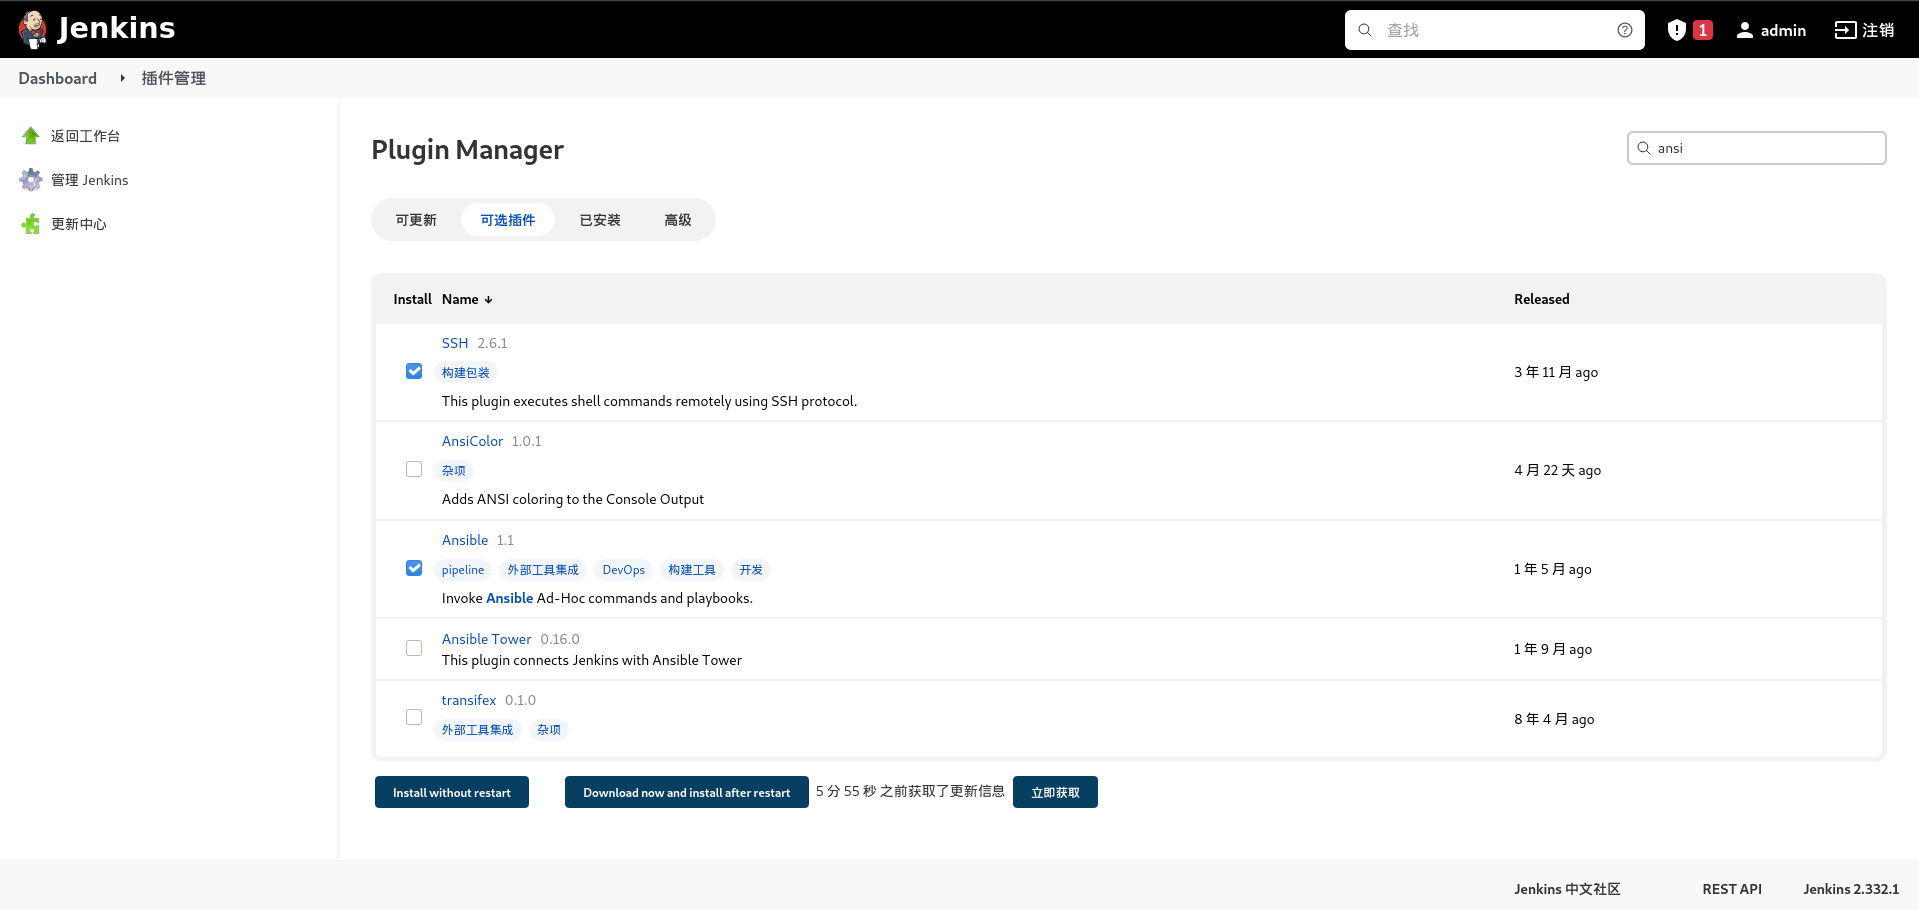 Jenkins
查找
1
admin
注销
Dashboard
插件管理
返回工作台
管理 Jenkins
更新中心
Plugin Manager
ansi
可更新 可选插件 已安装 高级
Install Name ↓ Released
SSH 2.6.1
构建包装
This plugin executes shell commands remotely using SSH protocol.
3 年 11 月 ago
AnsiColor 1.0.1
杂项
Adds ANSI coloring to the Console Output
4 月 22 天 ago
Ansible 1.1
pipeline 外部工具集成 DevOps 构建工具 开发
Invoke Ansible Ad-Hoc commands and playbooks.
1 年 5 月 ago
Ansible Tower 0.16.0
This plugin connects Jenkins with Ansible Tower
1 年 9 月 ago
transifex 0.1.0
外部工具集成 杂项
8 年 4 月 ago
Install without restart Download now and install after restart 5 分 55 秒 之前获取了更新信息 立即获取
Jenkins 中文社区 REST API Jenkins 2.332.1